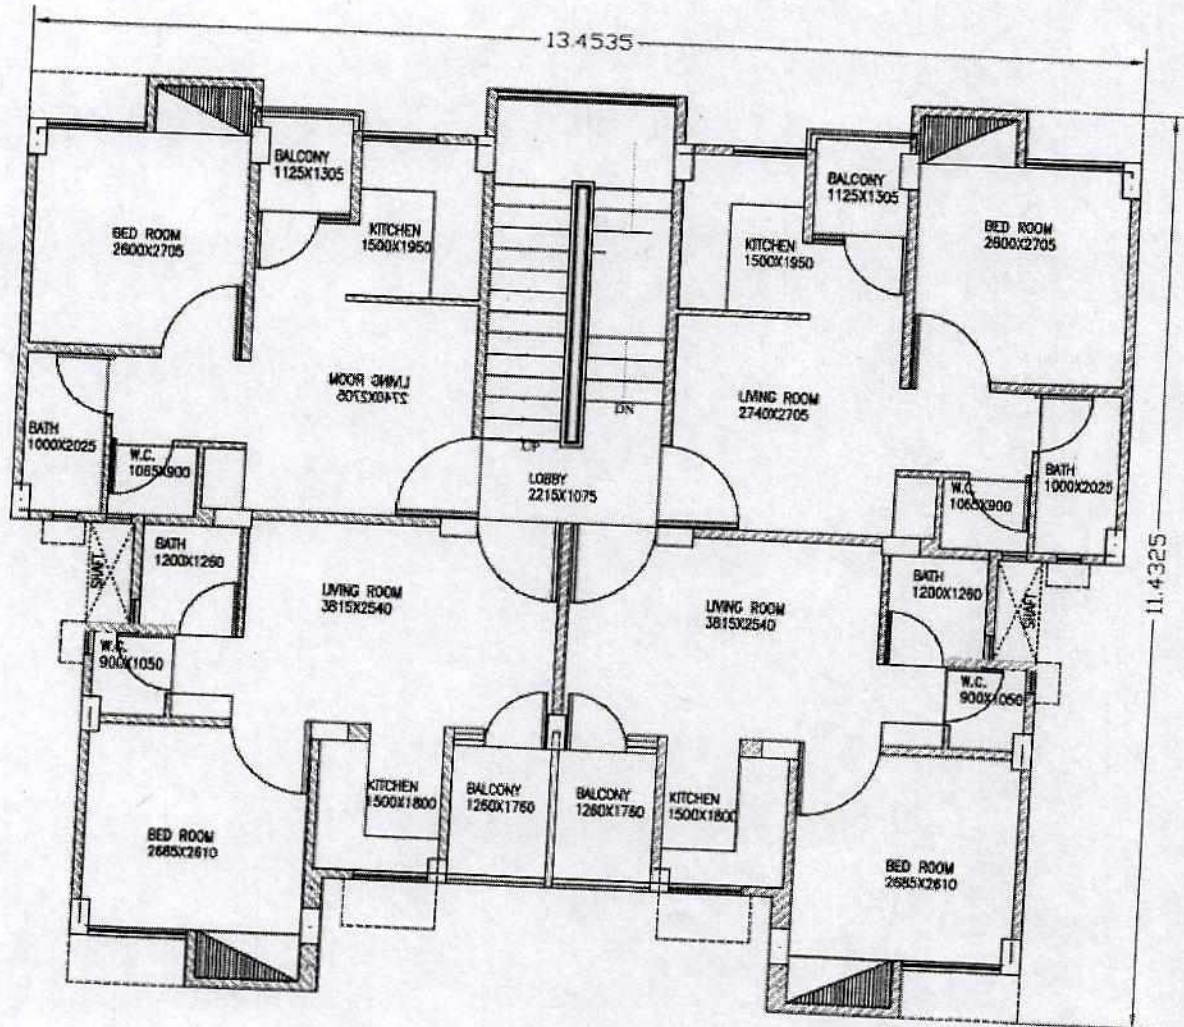 13.4535
BALCONY
1125X1305
BED ROOM
2600X2705
KITCHEN
1500X1950
BALCONY
1125X1305
KITCHEN
1500X1950
BED ROOM
2600X2705
LIVING ROOM
2740X2705
LIVING ROOM
2740X2705
DN
UP
BATH
1000X2025
W.C.
1065X900
LOBBY
2215X1075
W.C.
1065X900
BATH
1000X2025
11.4325
SHAFT
BATH
1200X1260
LIVING ROOM
3815X2540
LIVING ROOM
3815X2540
BATH
1200X1260
SHAFT
W.C.
900X1050
W.C.
900X1050
KITCHEN
1500X1800
BALCONY
1260X1760
BALCONY
1260X1760
KITCHEN
1500X1800
BED ROOM
2685X2610
BED ROOM
2685X2610